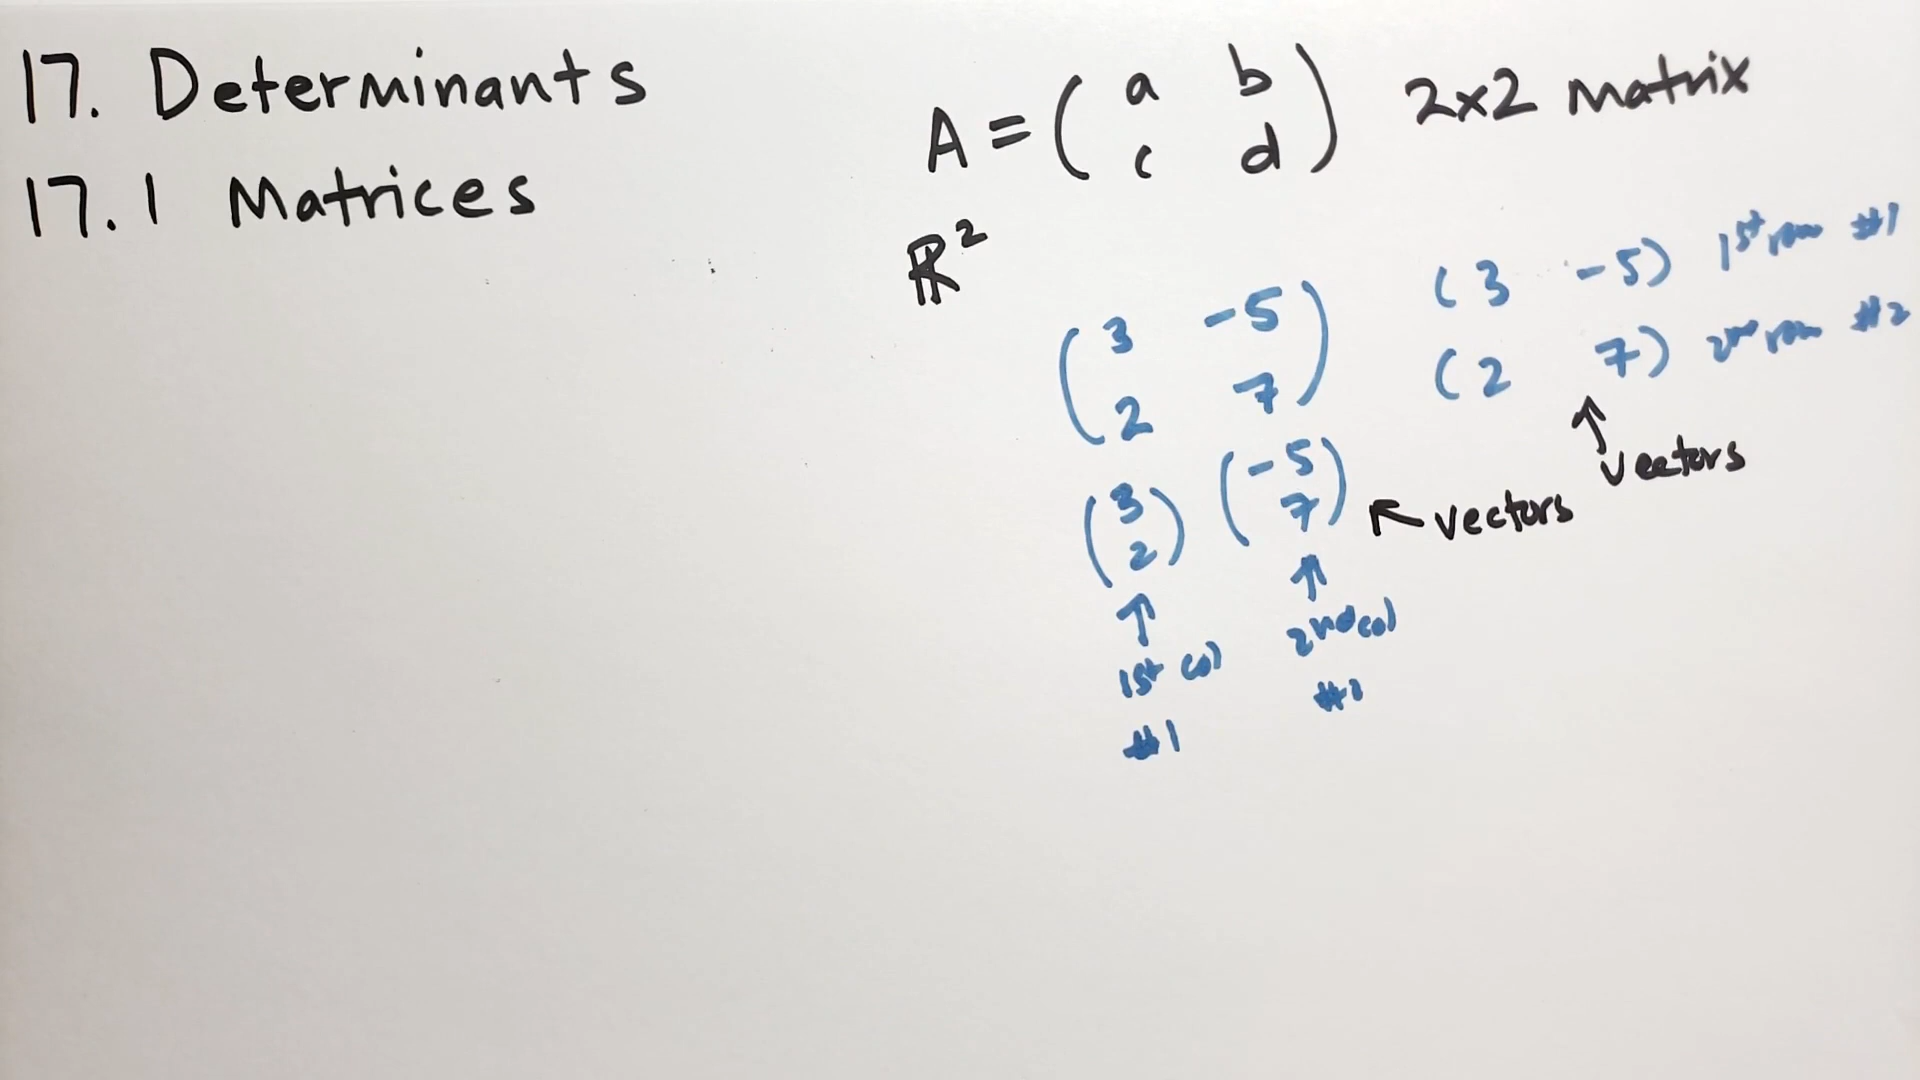 17. Determinants
17.1 Matrices
A = ( a b
c d ) 2x2 matrix
R²
( 3 -5
2 7 )
(3 -5) 1st row #1
(2 7) 2nd row #2
↑
vectors
( 3
2 ) ( -5
7 ) ← vectors
↑ ↑
1st col 2nd col
#1 #2